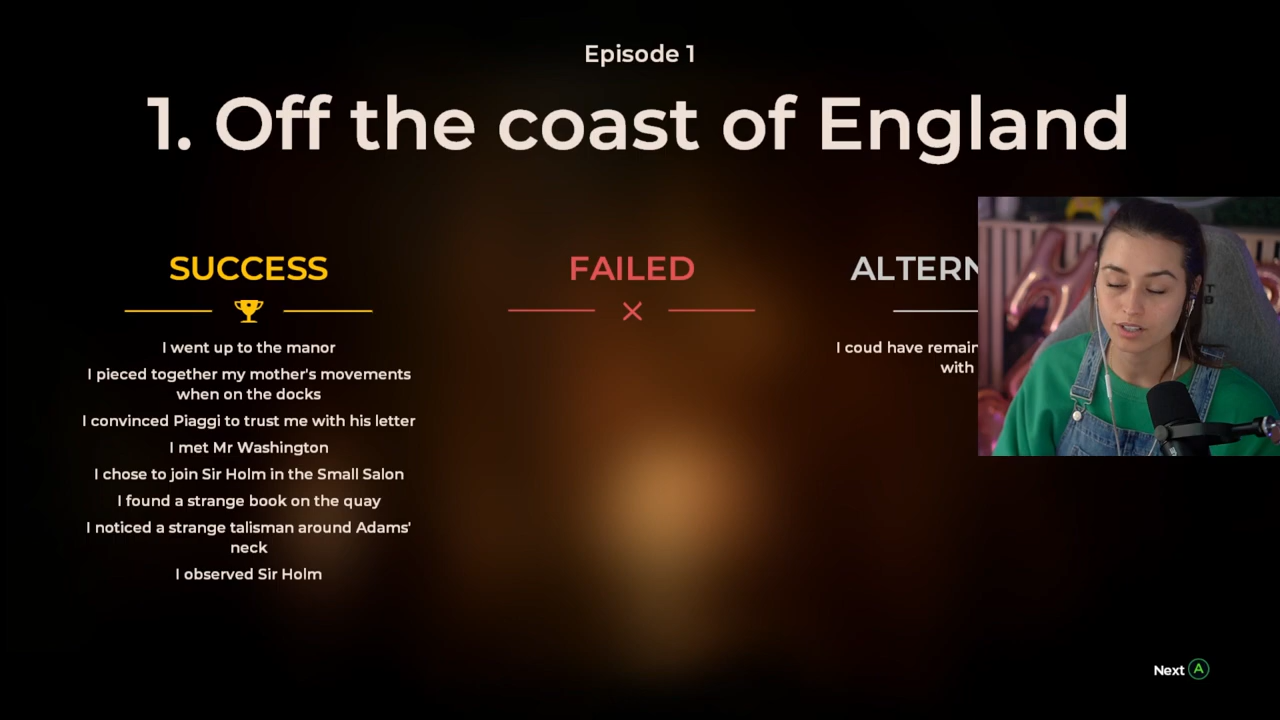 Episode 1
1. Off the coast of England
SUCCESS
I went up to the manor
I pieced together my mother's movements
when on the docks
I convinced Piaggi to trust me with his letter
I met Mr Washington
I chose to join Sir Holm in the Small Salon
I found a strange book on the quay
I noticed a strange talisman around Adams'
neck
I observed Sir Holm
FAILED
ALTERN
I coud have remain
with
Next A